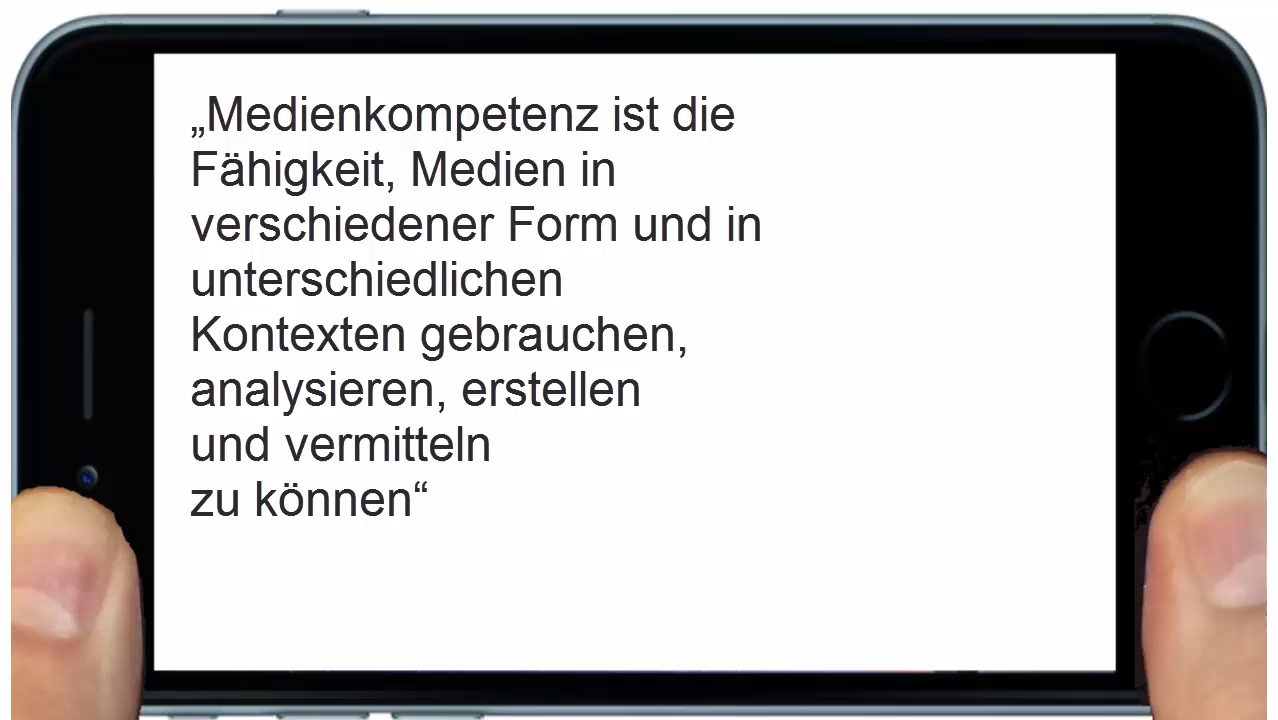 „Medienkompetenz ist die
Fähigkeit, Medien in
verschiedener Form und in
unterschiedlichen
Kontexten gebrauchen,
analysieren, erstellen
und vermitteln
zu können“